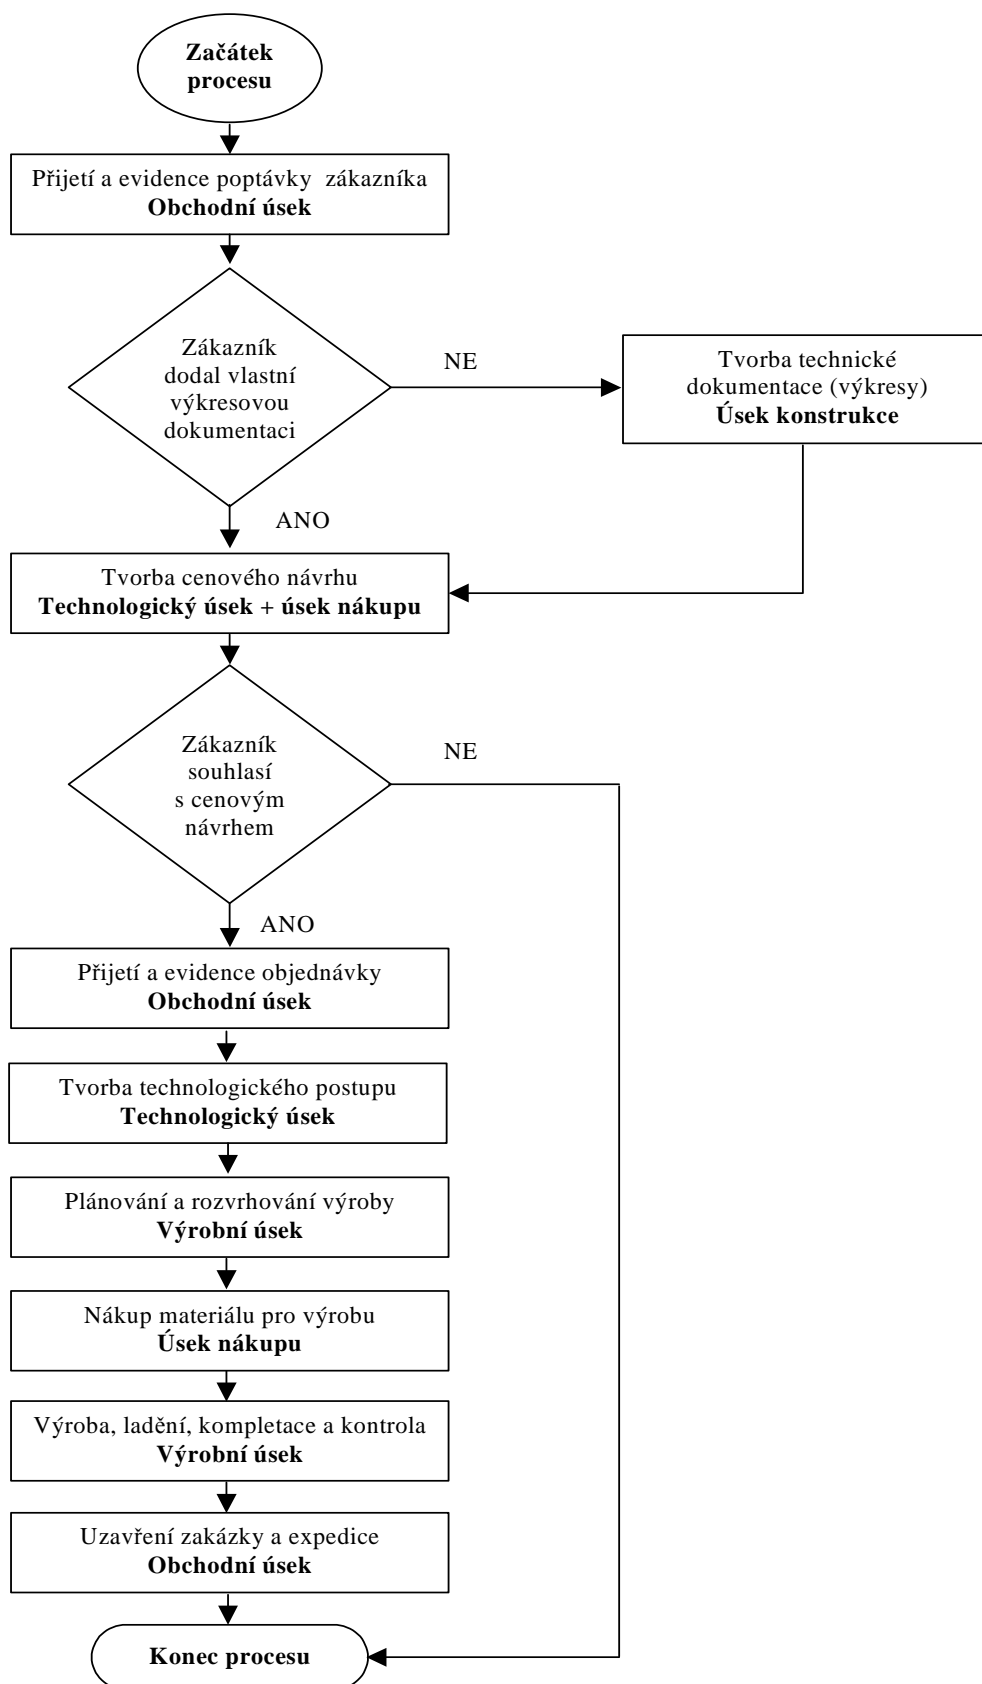 Začátek
procesu
Přijetí a evidence poptávky zákazníka
Obchodní úsek
Zákazník
dodal vlastní
výkresovou
dokumentaci
NE
Tvorba technické
dokumentace (výkresy)
Úsek konstrukce
ANO
Tvorba cenového návrhu
Technologický úsek + úsek nákupu
Zákazník
souhlasí
s cenovým
návrhem
NE
ANO
Přijetí a evidence objednávky
Obchodní úsek
Tvorba technologického postupu
Technologický úsek
Plánování a rozvrhování výroby
Výrobní úsek
Nákup materiálu pro výrobu
Úsek nákupu
Výroba, ladění, kompletace a kontrola
Výrobní úsek
Uzavření zakázky a expedice
Obchodní úsek
Konec procesu